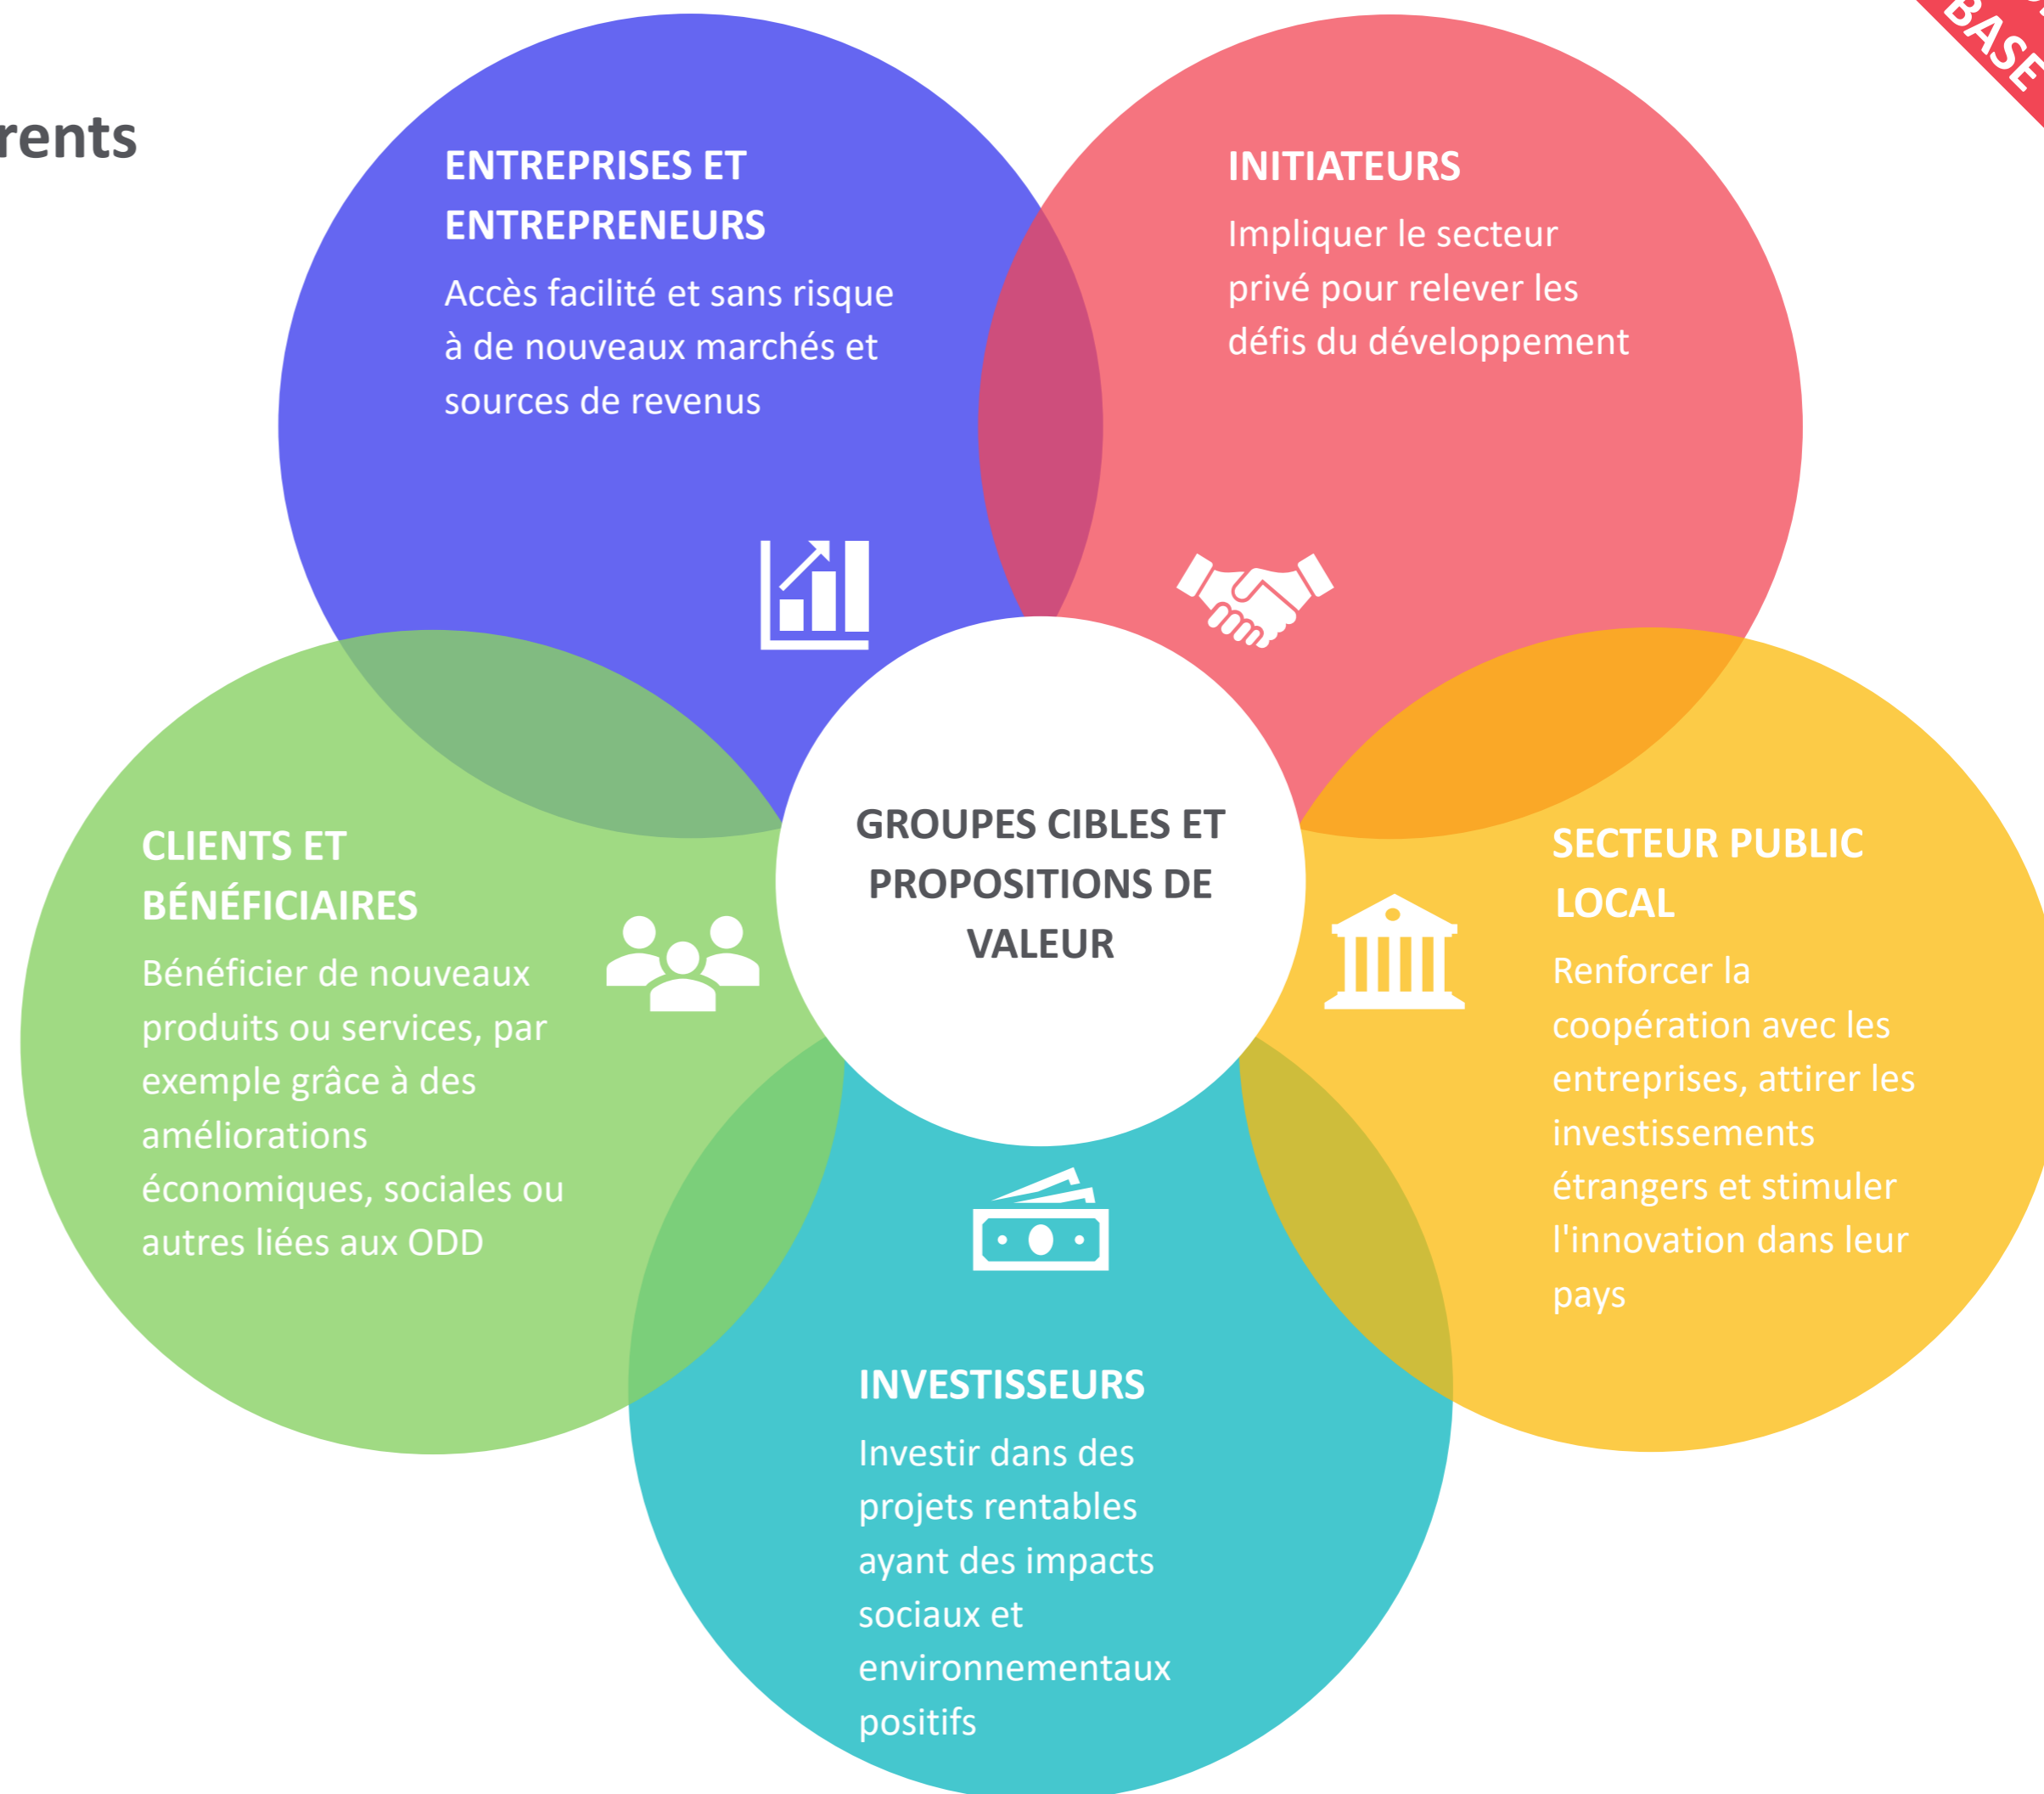 rents
BASE
ENTREPRISES ET
ENTREPRENEURS
Accès facilité et sans risque
à de nouveaux marchés et
sources de revenus
INITIATEURS
Impliquer le secteur
privé pour relever les
défis du développement
GROUPES CIBLES ET
PROPOSITIONS DE
VALEUR
CLIENTS ET
BÉNÉFICIAIRES
Bénéficier de nouveaux
produits ou services, par
exemple grâce à des
améliorations
économiques, sociales ou
autres liées aux ODD
SECTEUR PUBLIC
LOCAL
Renforcer la
coopération avec les
entreprises, attirer les
investissements
étrangers et stimuler
l'innovation dans leur
pays
INVESTISSEURS
Investir dans des
projets rentables
ayant des impacts
sociaux et
environnementaux
positifs